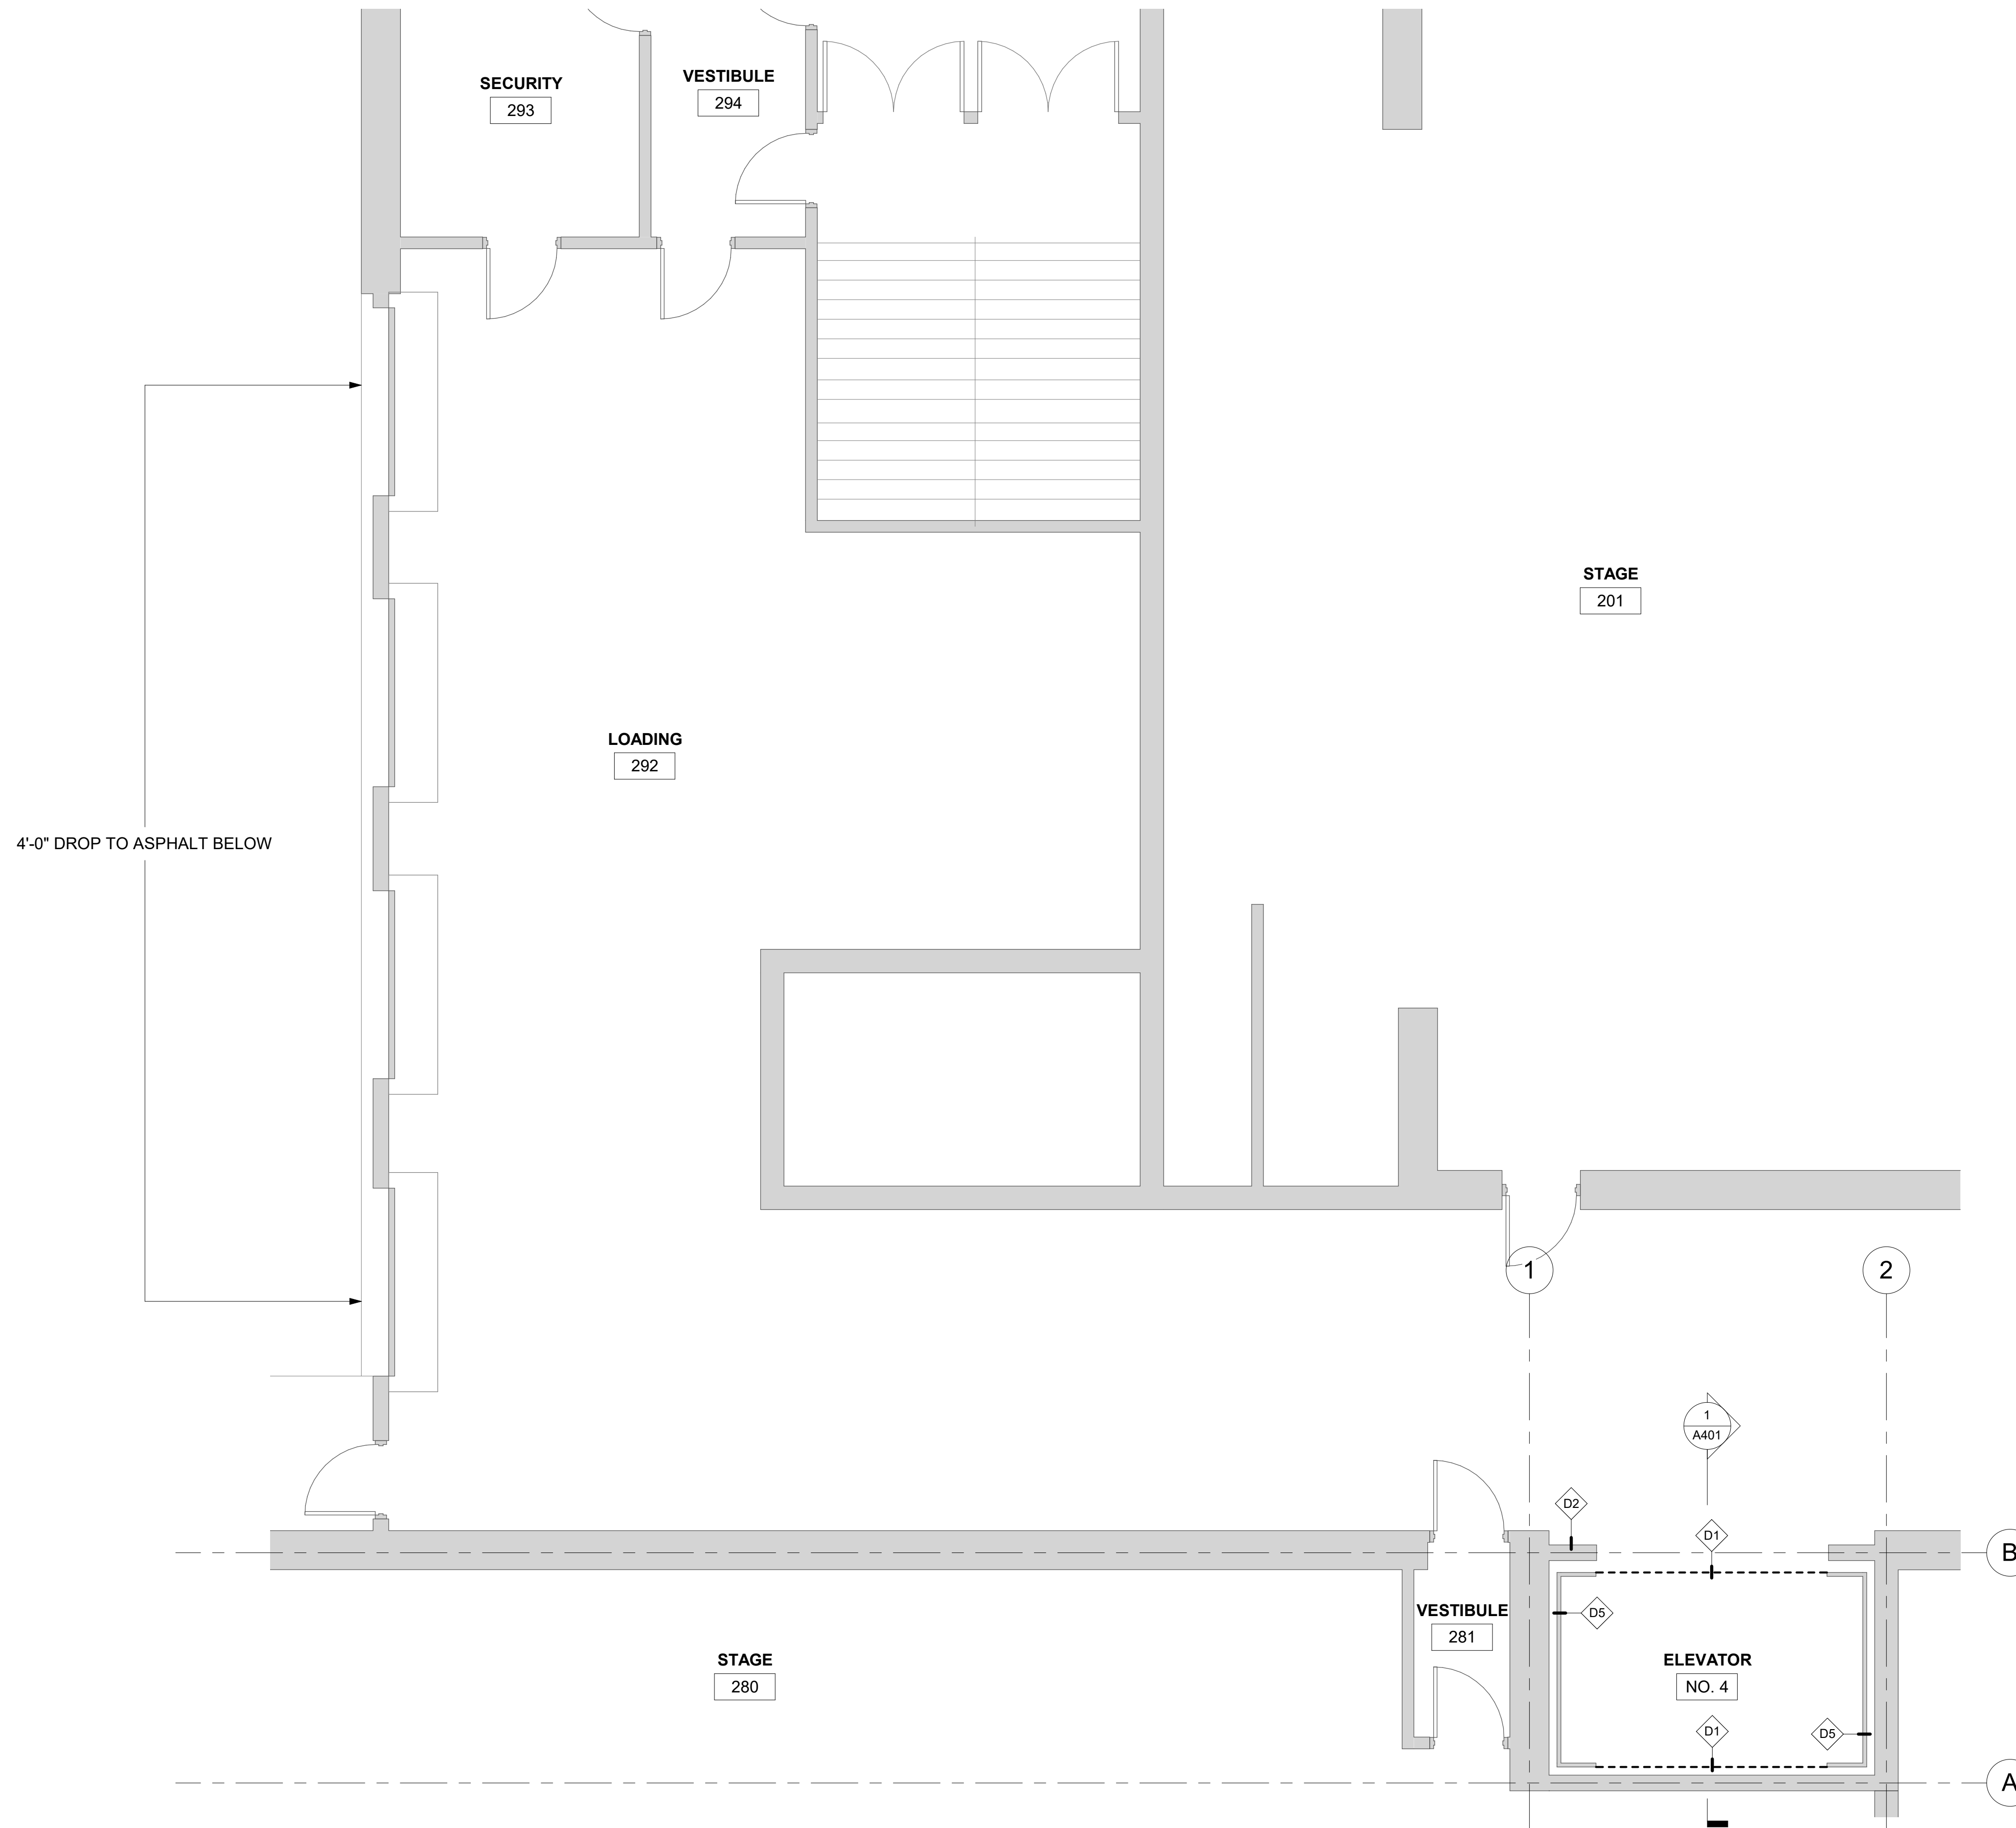 SECURITY
293
VESTIBULE
294
STAGE
201
LOADING
292
4'-0" DROP TO ASPHALT BELOW
1
2
1
A401
D2
D1
B
D5
VESTIBULE
281
STAGE
280
ELEVATOR
NO. 4
D1
D5
A